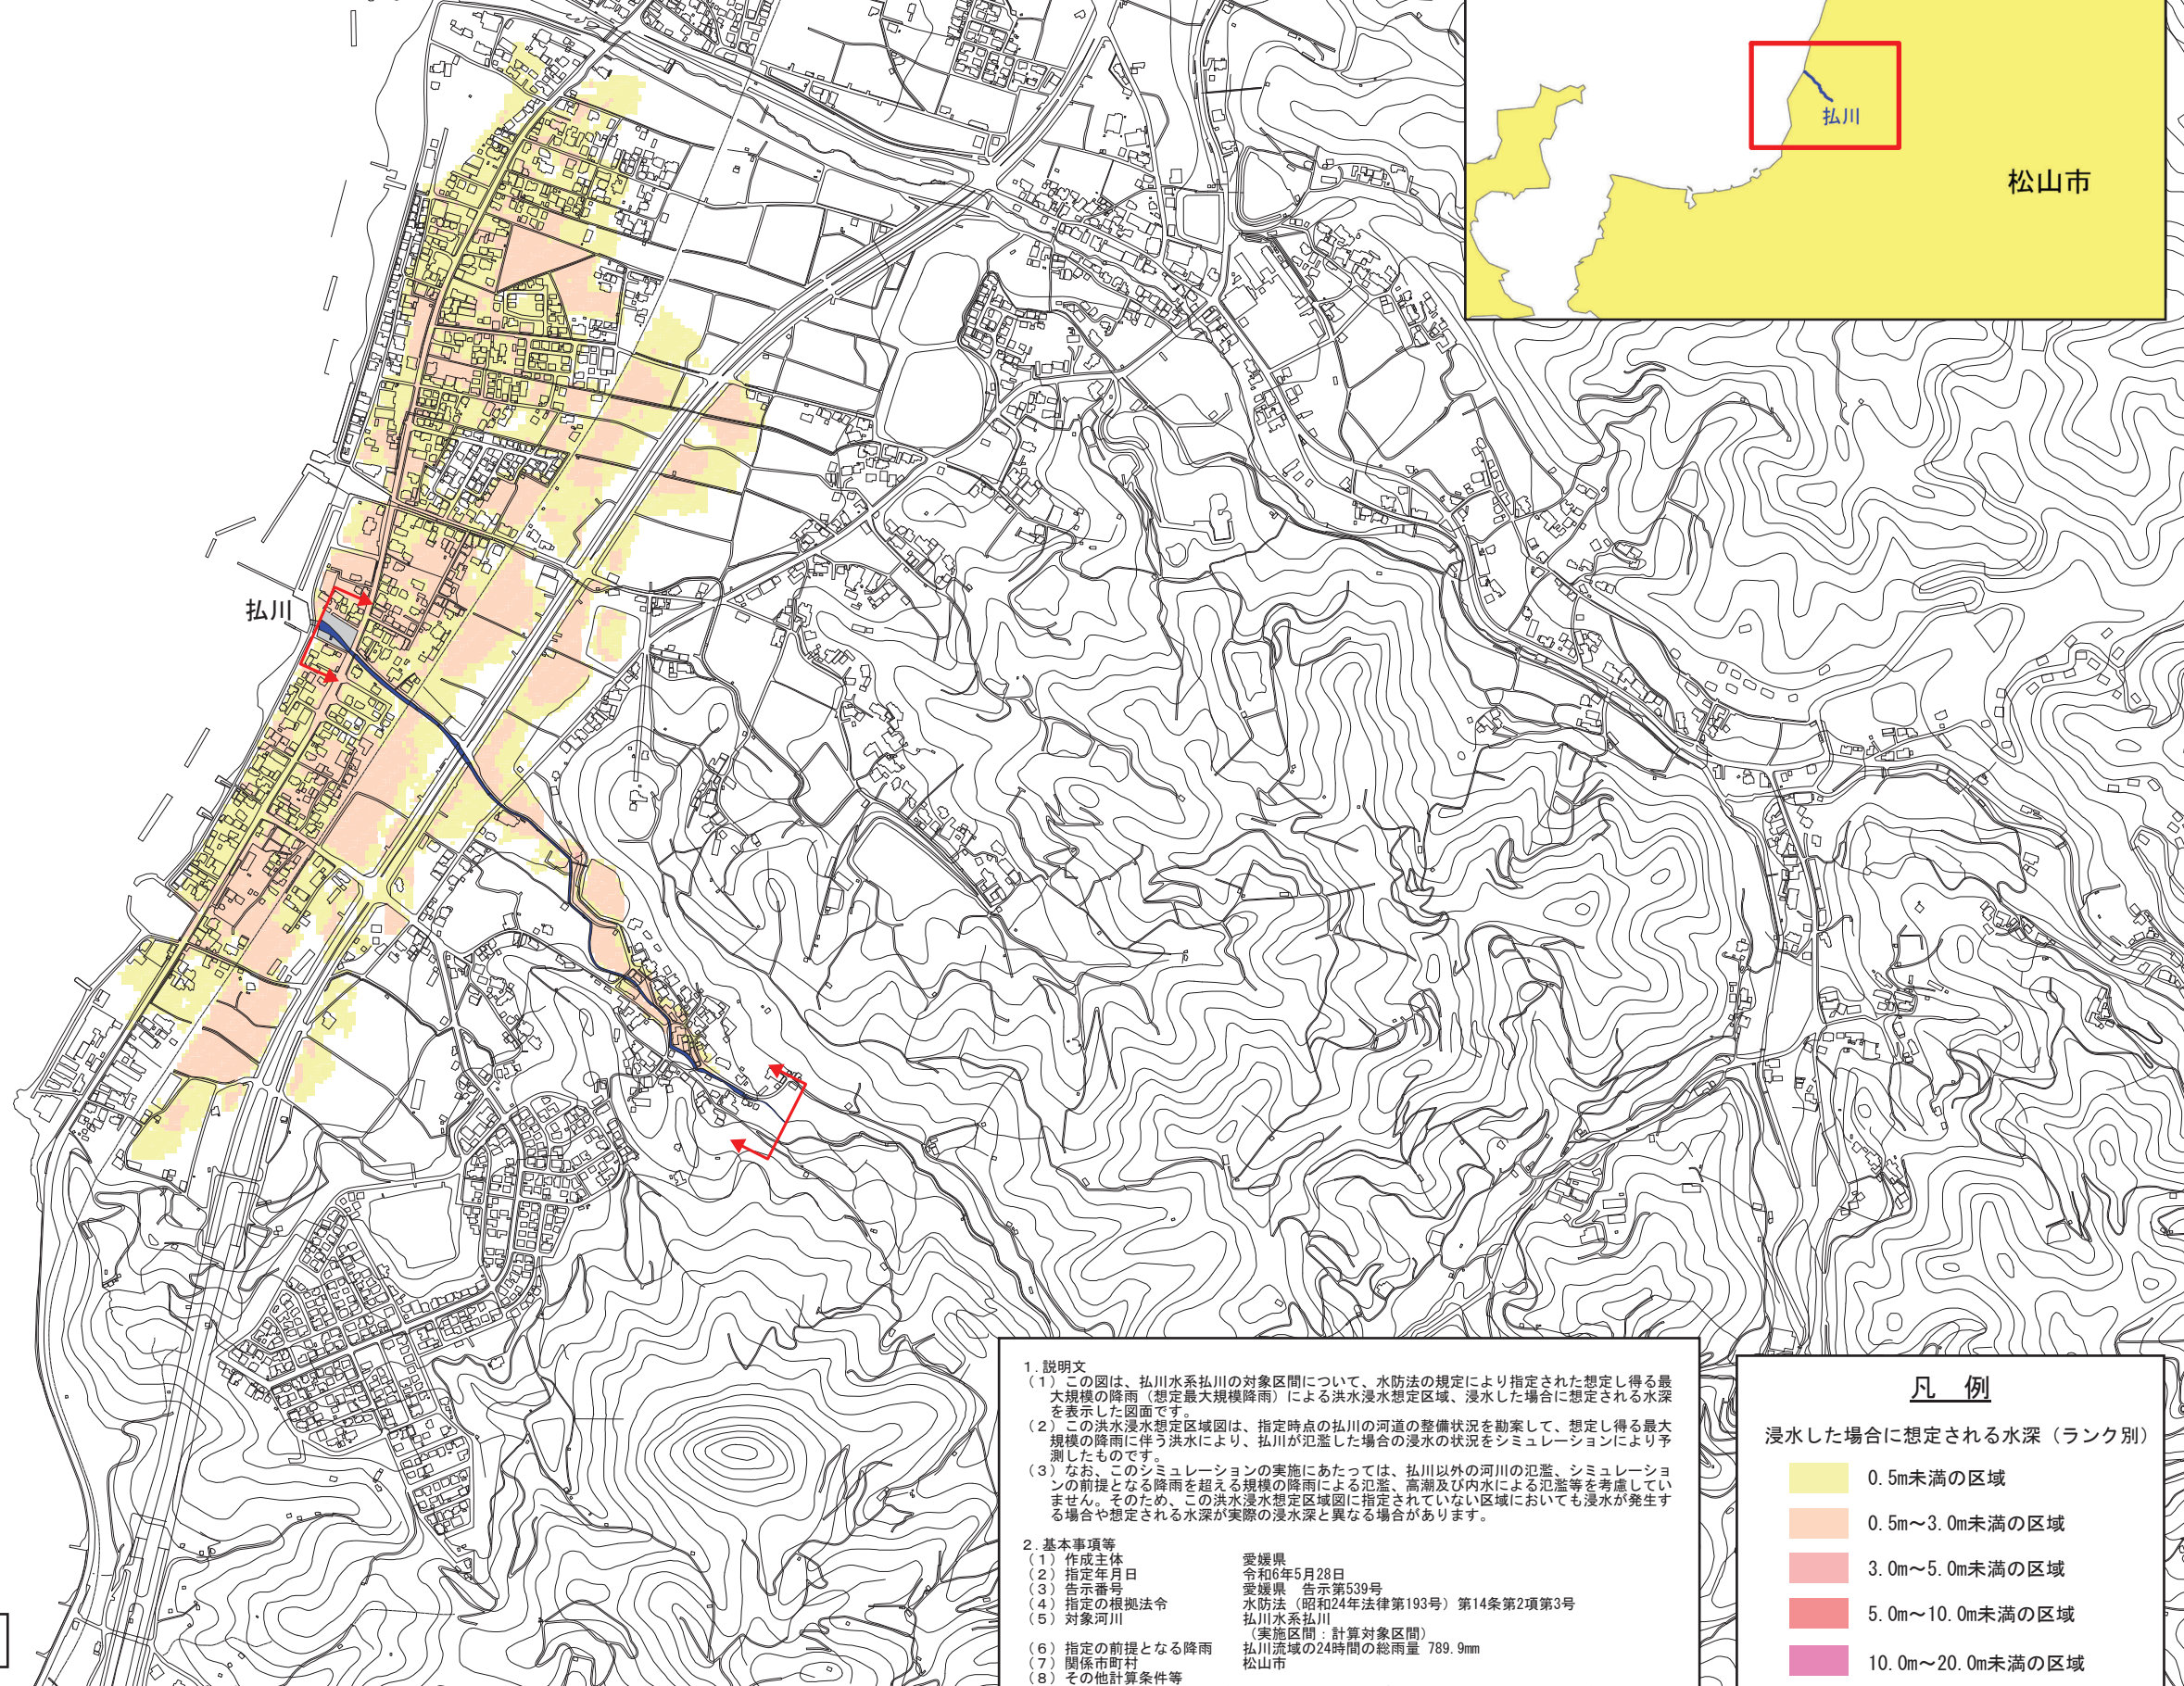 払川
松山市
払川
1.説明文
（1）この図は、払川水系払川の対象区間について、水防法の規定により指定された想定し得る最
大規模の降雨（想定最大規模降雨）による洪水浸水想定区域、浸水した場合に想定される水深
を表示した図面です。
（2）この洪水浸水想定区域図は、指定時点の払川の河道の整備状況を勘案して、想定し得る最大
規模の降雨に伴う洪水により、払川が氾濫した場合の浸水の状況をシミュレーションにより予
測したものです。
（3）なお、このシミュレーションの実施にあたっては、払川以外の河川の氾濫、シミュレーショ
ンの前提となる降雨を超える規模の降雨による氾濫、高潮及び内水による氾濫等を考慮してい
ません。そのため、この洪水浸水想定区域図に指定されていない区域においても浸水が発生す
る場合や想定される水深が実際の浸水深と異なる場合があります。
2.基本事項等
（1）作成主体 愛媛県
（2）指定年月日 令和6年5月28日
（3）告示番号 愛媛県 告示第539号
（4）指定の根拠法令 水防法（昭和24年法律第193号）第14条第2項第3号
（5）対象河川 払川水系払川
（実施区間：計算対象区間）
（6）指定の前提となる降雨 払川流域の24時間の総雨量 789.9mm
（7）関係市町村 松山市
（8）その他計算条件等
凡 例
浸水した場合に想定される水深（ランク別）
0.5m未満の区域
0.5m～3.0m未満の区域
3.0m～5.0m未満の区域
5.0m～10.0m未満の区域
10.0m～20.0m未満の区域